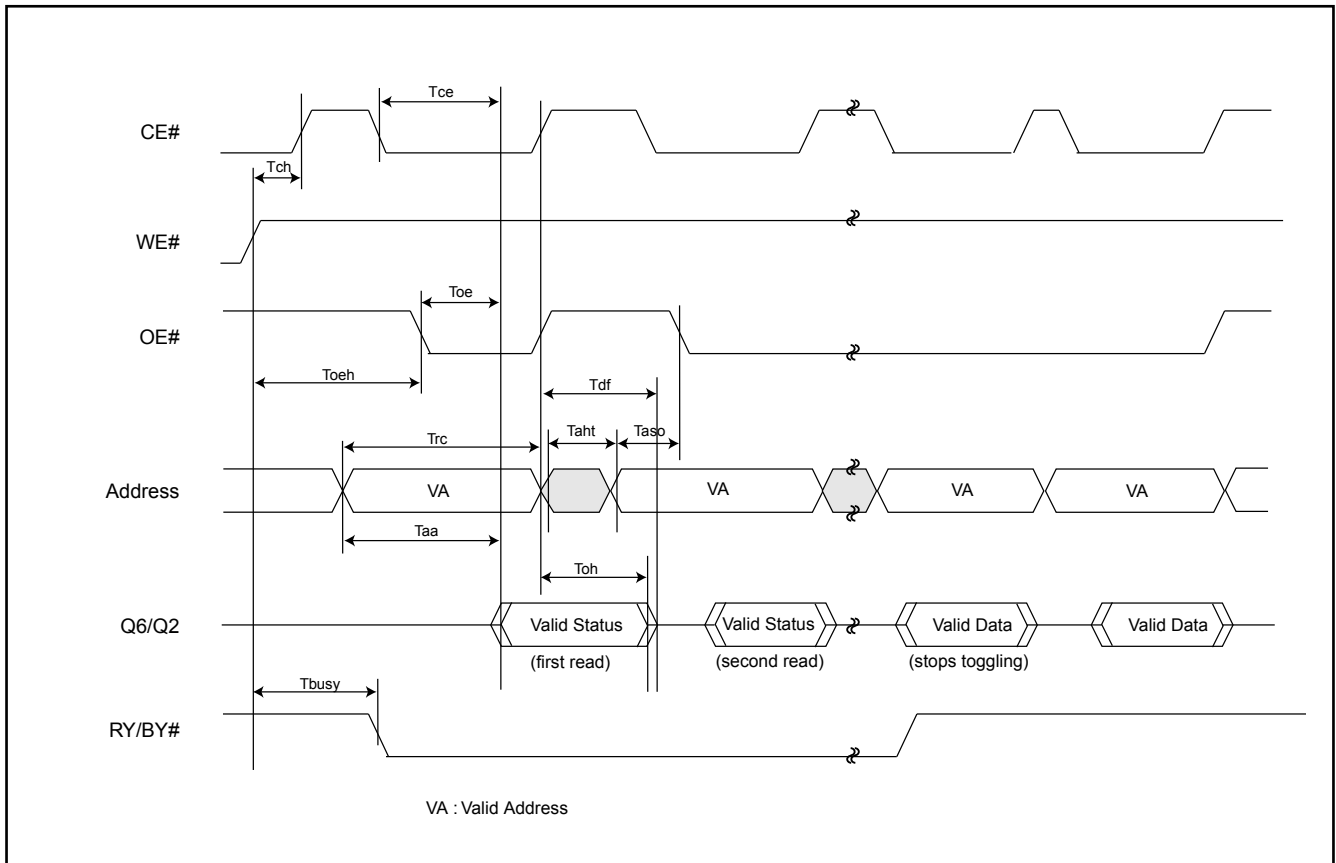 Tce
CE#
Tch
WE#
Toe
OE#
Toeh
Tdf
Trc
Taht
Taso
Address
VA
VA
VA
VA
Taa
Toh
Q6/Q2
Valid Status
Valid Status
Valid Data
Valid Data
(first read)
(second read)
(stops toggling)
Tbusy
RY/BY#
VA : Valid Address